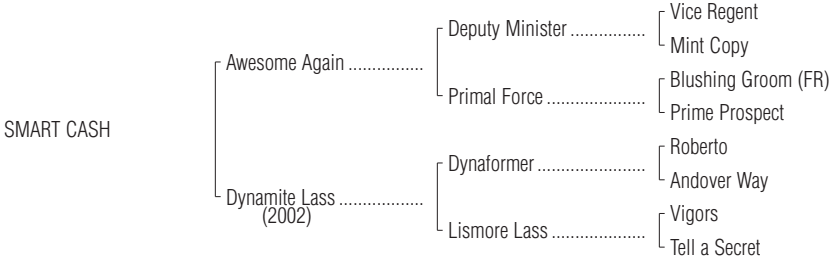 Vice Regent
Deputy Minister ................
Mint Copy
Awesome Again ................
Blushing Groom (FR)
Primal Force .....................
Prime Prospect
SMART CASH
Roberto
Dynaformer .......................
Andover Way
Dynamite Lass ..................
(2002)
Vigors
Lismore Lass ....................
Tell a Secret